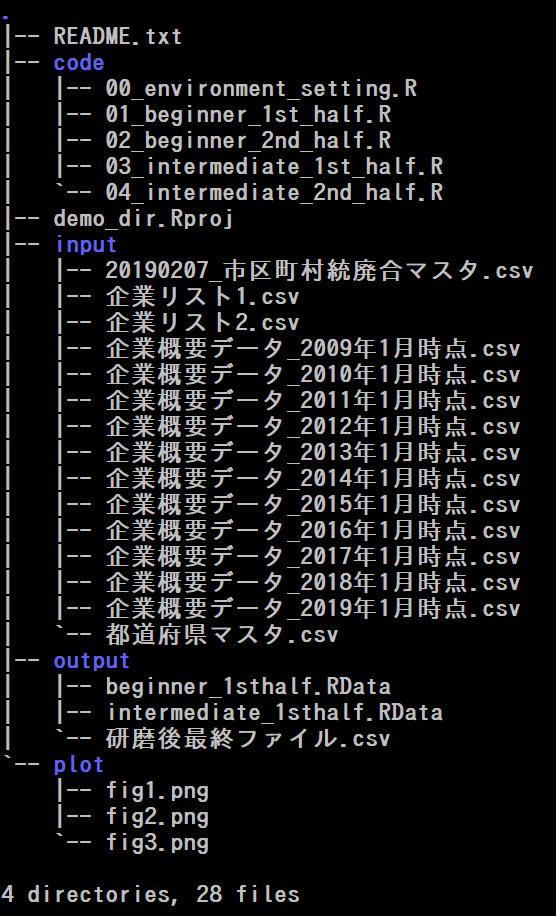 .
|-- README.txt
|-- code
|   |-- 00_environment_setting.R
|   |-- 01_beginner_1st_half.R
|   |-- 02_beginner_2nd_half.R
|   |-- 03_intermediate_1st_half.R
|   `-- 04_intermediate_2nd_half.R
|-- demo_dir.Rproj
|-- input
|   |-- 20190207_市区町村統廃合マスタ.csv
|   |-- 企業リスト1.csv
|   |-- 企業リスト2.csv
|   |-- 企業概要データ_2009年1月時点.csv
|   |-- 企業概要データ_2010年1月時点.csv
|   |-- 企業概要データ_2011年1月時点.csv
|   |-- 企業概要データ_2012年1月時点.csv
|   |-- 企業概要データ_2013年1月時点.csv
|   |-- 企業概要データ_2014年1月時点.csv
|   |-- 企業概要データ_2015年1月時点.csv
|   |-- 企業概要データ_2016年1月時点.csv
|   |-- 企業概要データ_2017年1月時点.csv
|   |-- 企業概要データ_2018年1月時点.csv
|   |-- 企業概要データ_2019年1月時点.csv
|   `-- 都道府県マスタ.csv
|-- output
|   |-- beginner_1sthalf.RData
|   |-- intermediate_1sthalf.RData
|   `-- 研磨後最終ファイル.csv
`-- plot
    |-- fig1.png
    |-- fig2.png
    `-- fig3.png

4 directories, 28 files